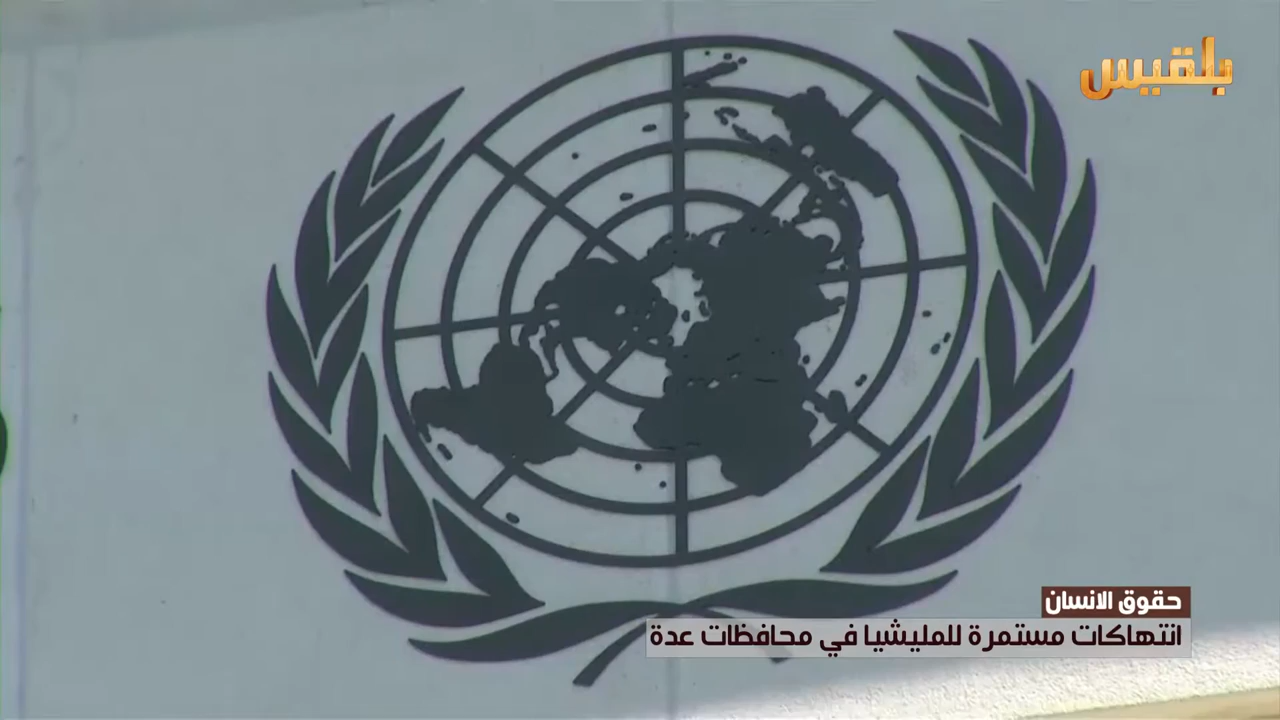 بلقيس
حقوق الانسان
انتهاكات مستمرة للمليشيا في محافظات عدة